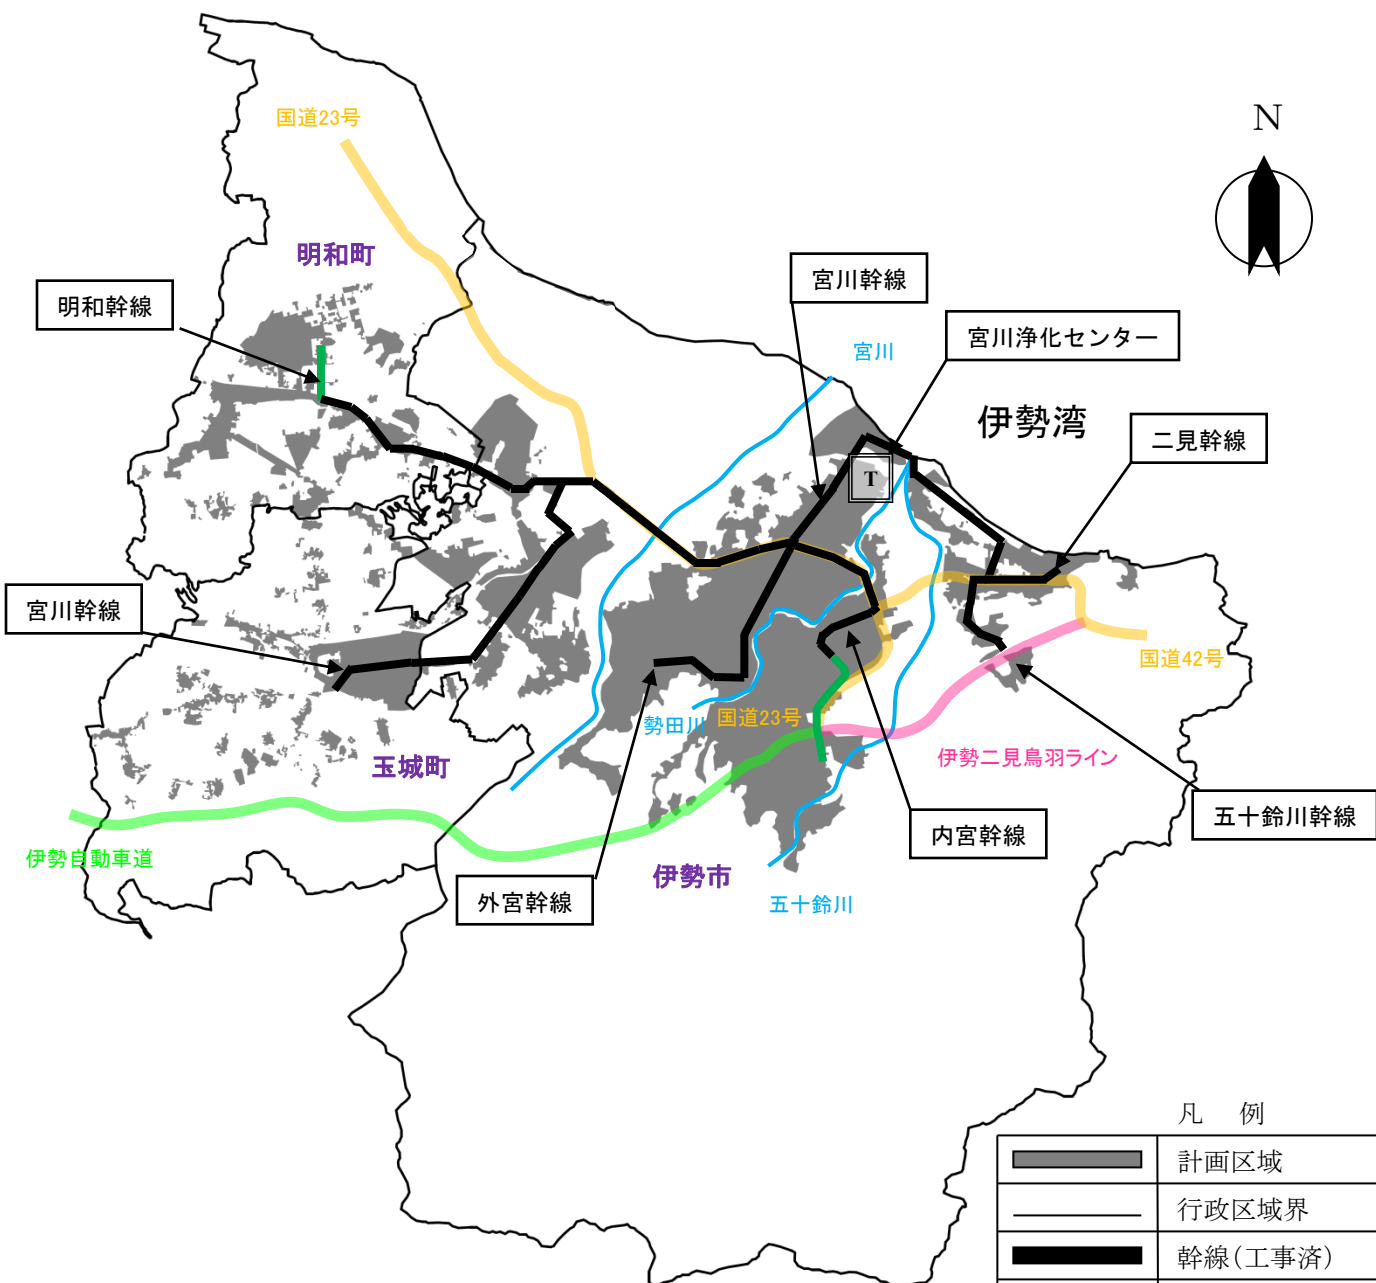 N
国道23号
明和町
明和幹線
宮川幹線
宮川浄化センター
宮川
伊勢湾
二見幹線
T
宮川幹線
国道42号
勢田川
国道23号
伊勢二見鳥羽ライン
玉城町
五十鈴川幹線
内宮幹線
伊勢自動車道
伊勢市
外宮幹線
五十鈴川
凡 例
計画区域
行政区域界
幹線(工事済)